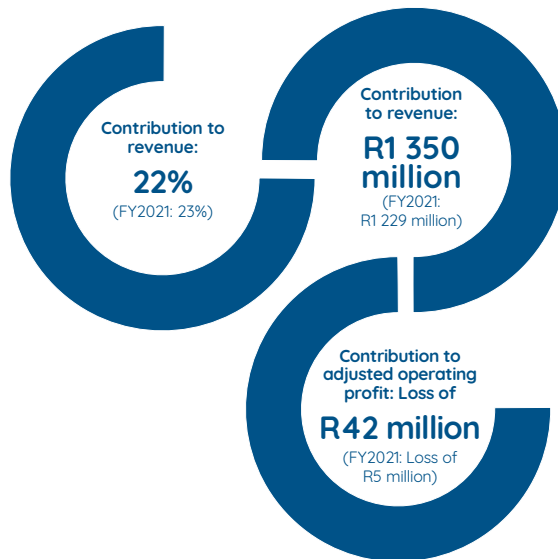 Contribution to
revenue:
22%
(FY2021: 23%)
Contribution
to revenue:
R1 350
million
(FY2021:
R1 229 million)
Contribution to
adjusted operating
profit: Loss of
R42 million
(FY2021: Loss of
R5 million)